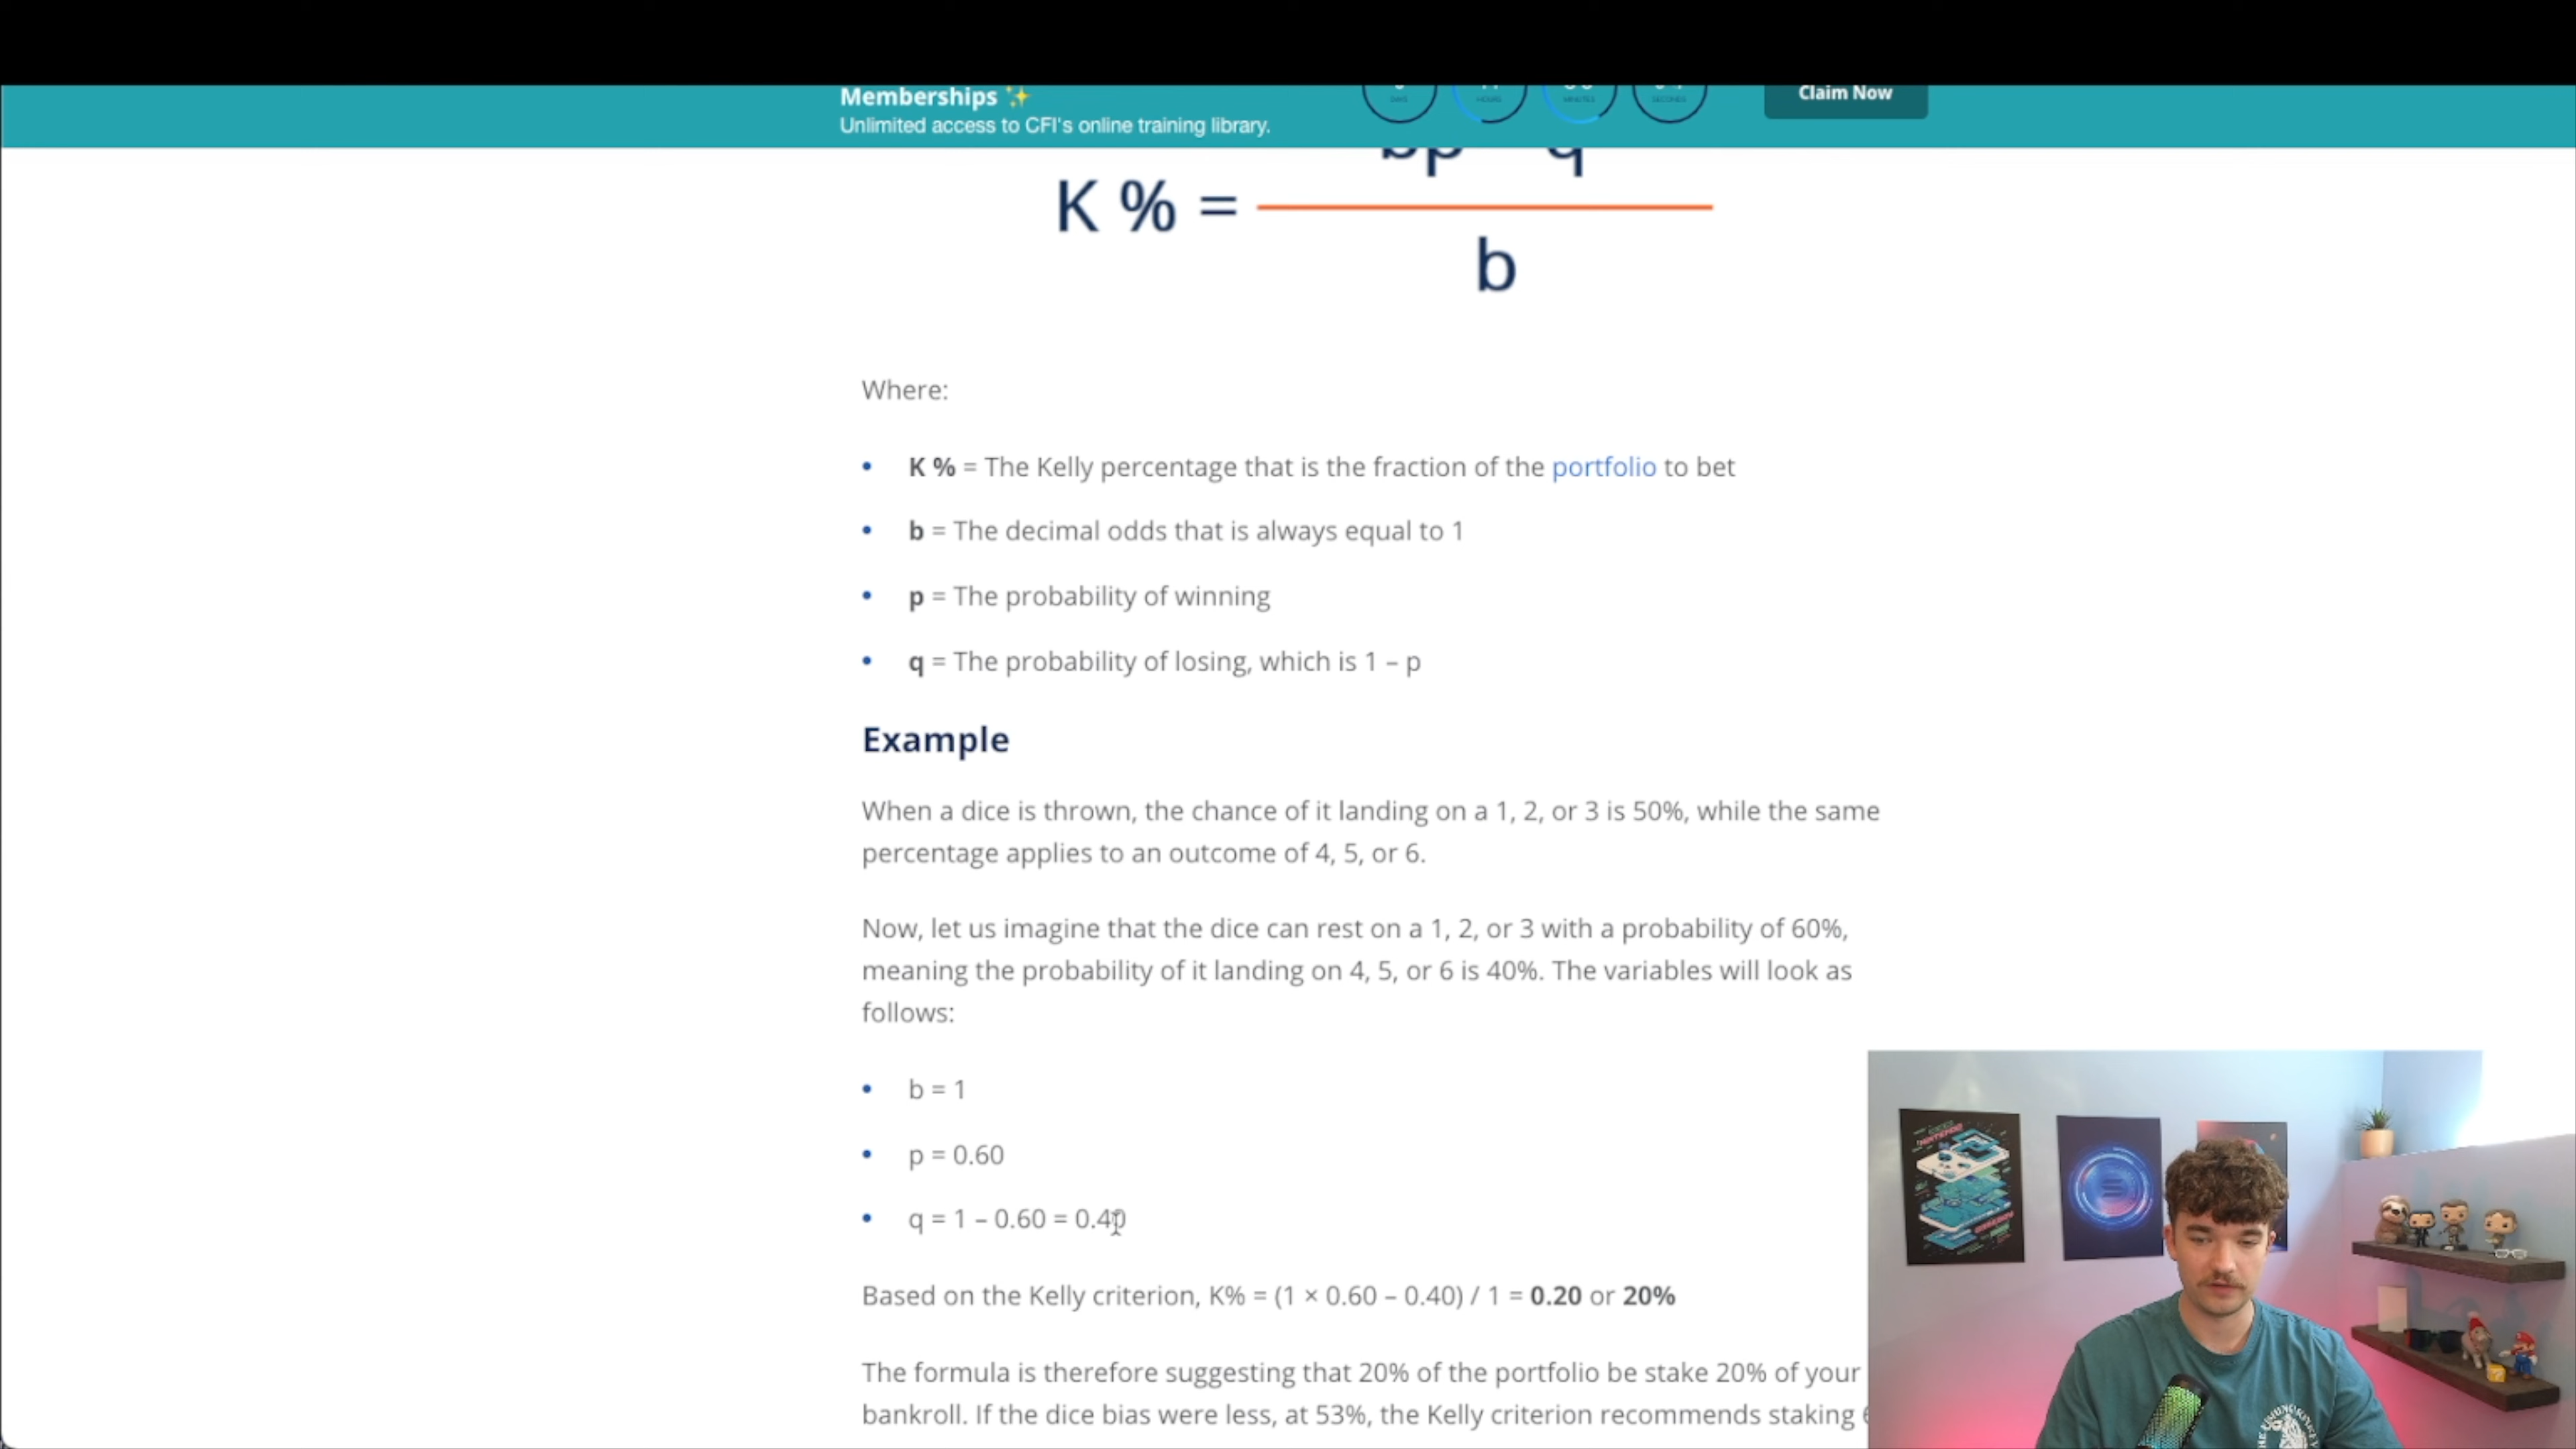 Memberships ✨
Unlimited access to CFI's online training library.
Claim Now
K % =
b
Where:
• K % = The Kelly percentage that is the fraction of the portfolio to bet
• b = The decimal odds that is always equal to 1
• p = The probability of winning
• q = The probability of losing, which is 1 – p
Example
When a dice is thrown, the chance of it landing on a 1, 2, or 3 is 50%, while the same
percentage applies to an outcome of 4, 5, or 6.
Now, let us imagine that the dice can rest on a 1, 2, or 3 with a probability of 60%,
meaning the probability of it landing on 4, 5, or 6 is 40%. The variables will look as
follows:
• b = 1
• p = 0.60
• q = 1 – 0.60 = 0.40
Based on the Kelly criterion, K% = (1 × 0.60 – 0.40) / 1 = 0.20 or 20%
The formula is therefore suggesting that 20% of the portfolio be stake 20% of your
bankroll. If the dice bias were less, at 53%, the Kelly criterion recommends staking